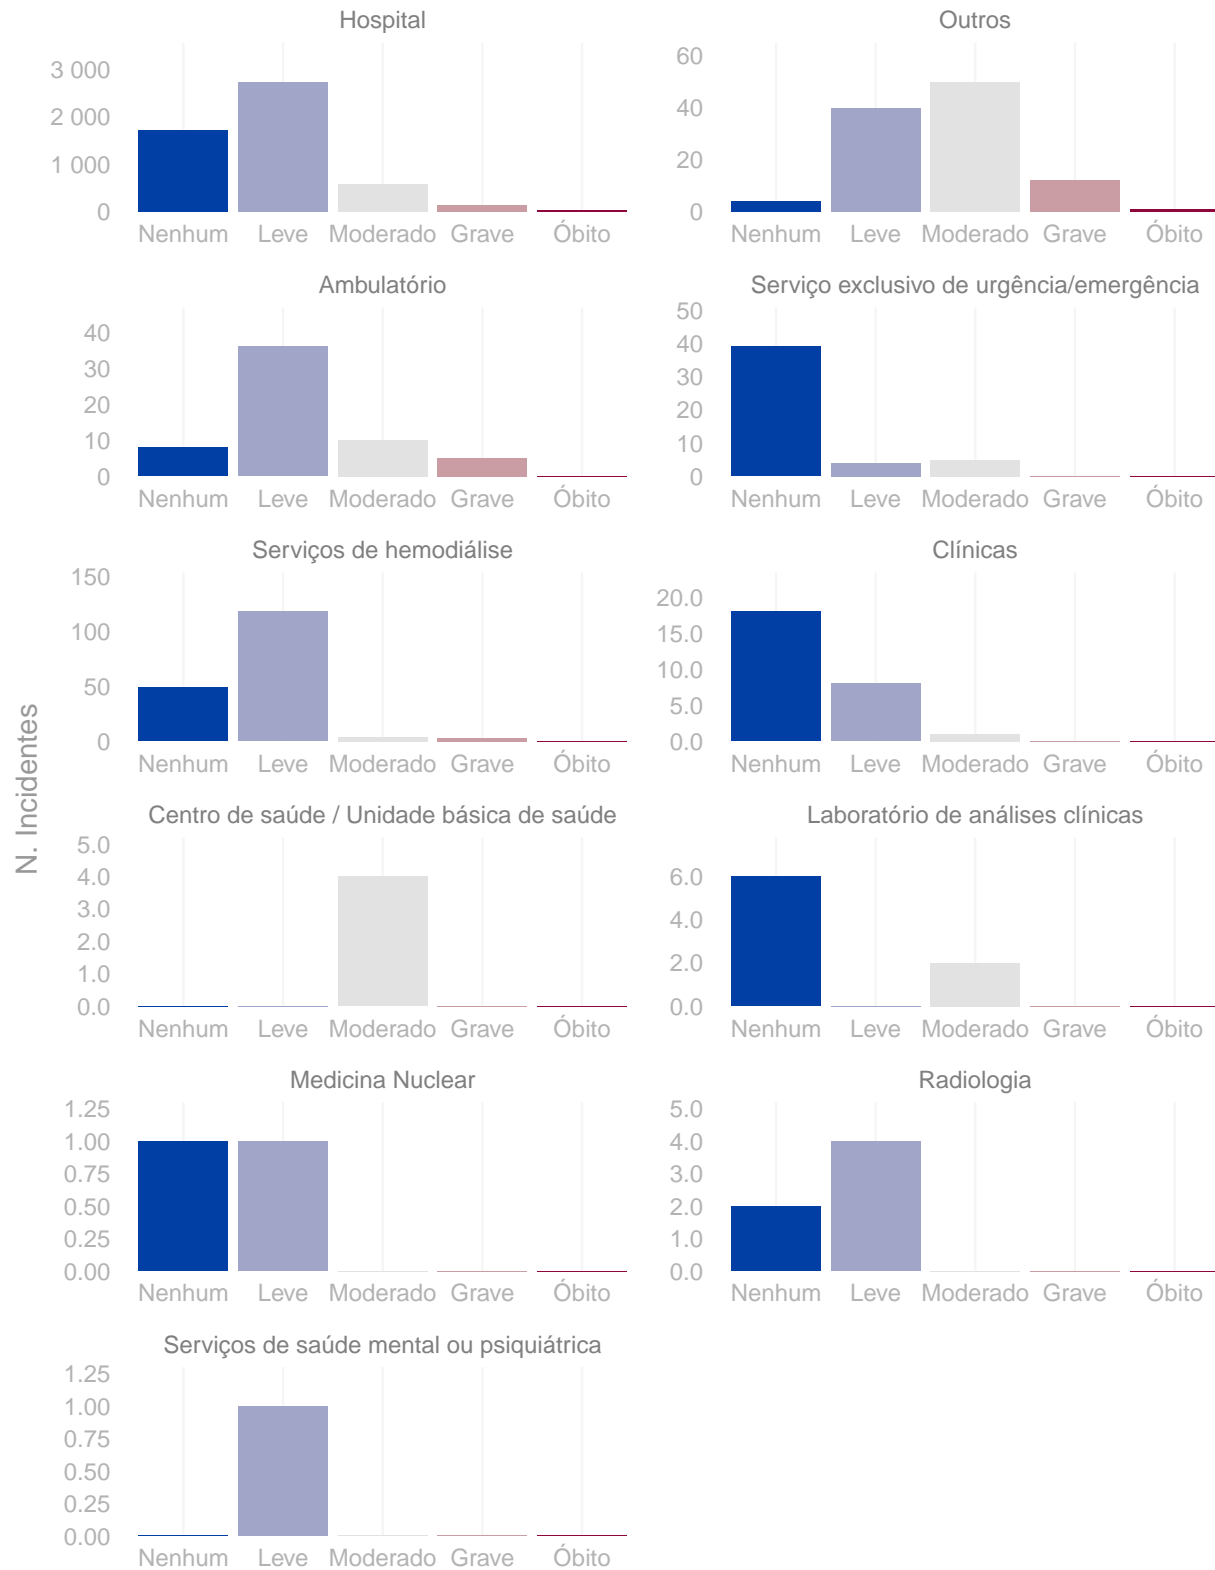 Hospital
3 000
2 000
1 000
0
Nenhum Leve Moderado Grave Óbito
Outros
60
40
20
0
Nenhum Leve Moderado Grave Óbito
Ambulatório
40
30
20
10
0
Nenhum Leve Moderado Grave Óbito
Serviço exclusivo de urgência/emergência
50
40
30
20
10
0
Nenhum Leve Moderado Grave Óbito
Serviços de hemodiálise
150
100
50
0
Nenhum Leve Moderado Grave Óbito
Clínicas
20.0
15.0
10.0
5.0
0.0
Nenhum Leve Moderado Grave Óbito
N. Incidentes
Centro de saúde / Unidade básica de saúde
5.0
4.0
3.0
2.0
1.0
0.0
Nenhum Leve Moderado Grave Óbito
Laboratório de análises clínicas
6.0
4.0
2.0
0.0
Nenhum Leve Moderado Grave Óbito
Medicina Nuclear
1.25
1.00
0.75
0.50
0.25
0.00
Nenhum Leve Moderado Grave Óbito
Radiologia
5.0
4.0
3.0
2.0
1.0
0.0
Nenhum Leve Moderado Grave Óbito
Serviços de saúde mental ou psiquiátrica
1.25
1.00
0.75
0.50
0.25
0.00
Nenhum Leve Moderado Grave Óbito